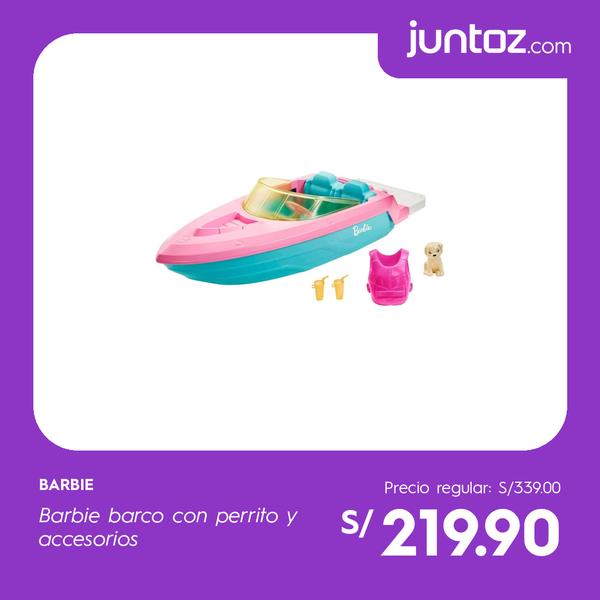 juntoz.com
Barbie
BARBIE
Barbie barco con perrito y
accesorios
Precio regular: S/339.00
S/219.90